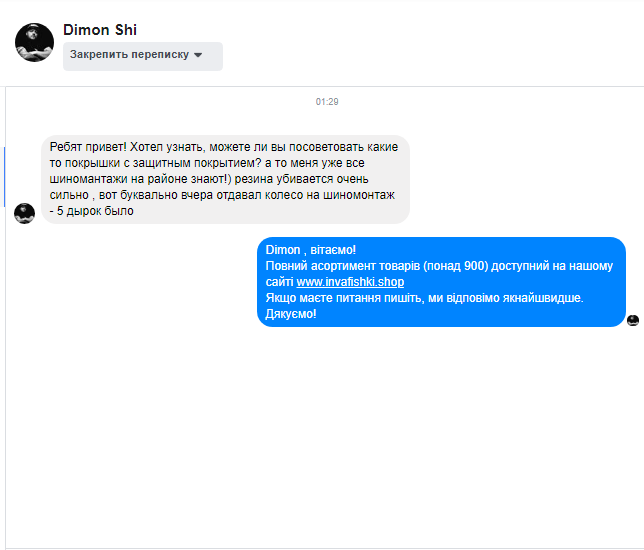 Dimon Shi
Закрепить переписку
01:29
Ребят привет! Хотел узнать, можете ли вы посоветовать какие
то покрышки с защитным покрытием? а то меня уже все
шиномантажи на районе знают!) резина убивается очень
сильно , вот буквально вчера отдавал колесо на шиномонтаж
- 5 дырок было
Dimon , вітаємо!
Повний асортимент товарів (понад 900) доступний на нашому
сайті www.invafishki.shop
Якщо маєте питання пишіть, ми відповімо якнайшвидше.
Дякуємо!